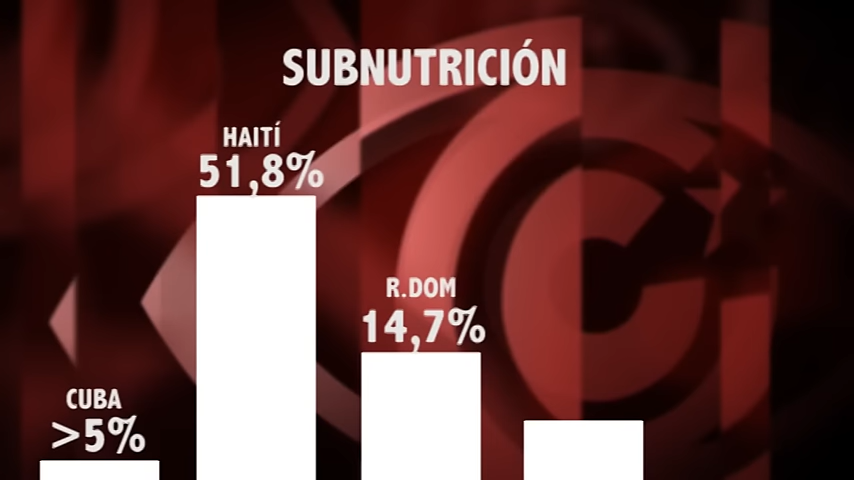 SUBNUTRICIÓN
HAITÍ
51,8%
R.DOM
14,7%
CUBA
>5%